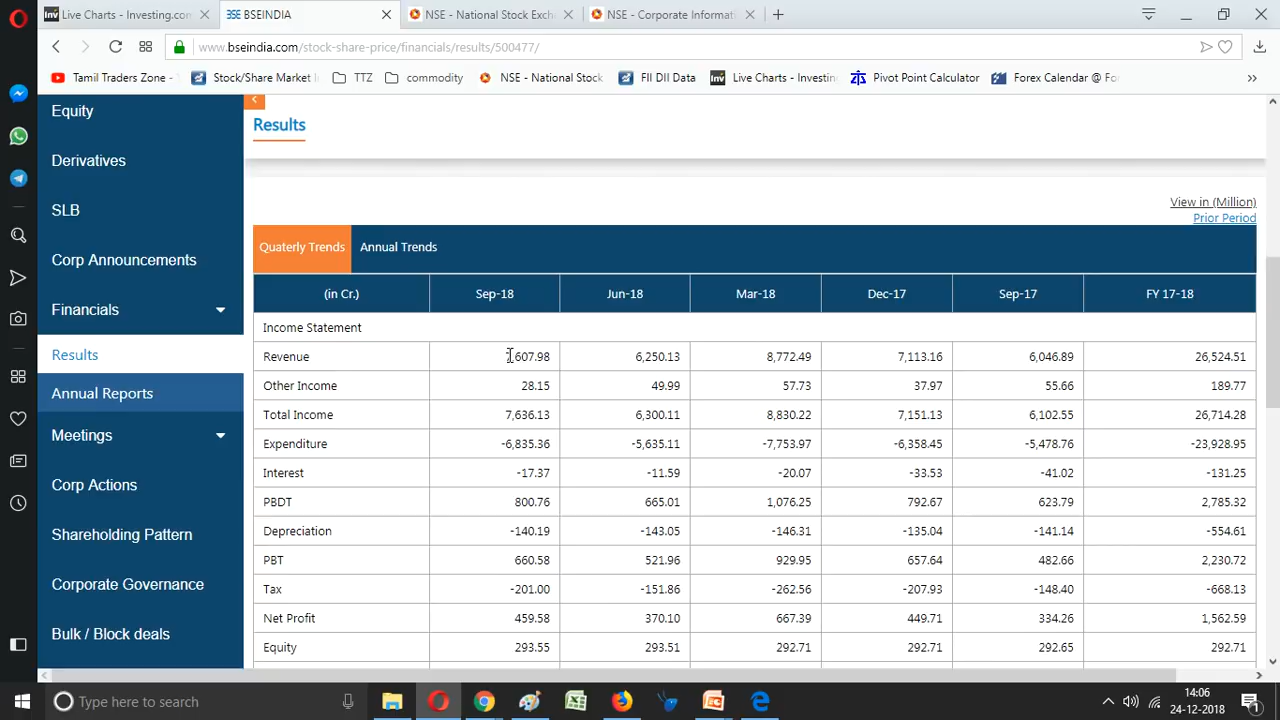 Live Charts - Investing.com
BSEINDIA
NSE - National Stock Exch
NSE - Corporate Informati
www.bseindia.com/stock-share-price/financials/results/500477/
Tamil Traders Zone -
Stock/Share Market
TTZ
commodity
NSE - National Stock
FII DII Data
Live Charts - Investin
Pivot Point Calculator
Forex Calendar @ Fo
Equity
Derivatives
SLB
Corp Announcements
Financials
Results
Annual Reports
Meetings
Corp Actions
Shareholding Pattern
Corporate Governance
Bulk / Block deals
Results
View in (Million)
Prior Period
Quaterly Trends Annual Trends
(in Cr.) Sep-18 Jun-18 Mar-18 Dec-17 Sep-17 FY 17-18
Income Statement
Revenue ,607.98 6,250.13 8,772.49 7,113.16 6,046.89 26,524.51
Other Income 28.15 49.99 57.73 37.97 55.66 189.77
Total Income 7,636.13 6,300.11 8,830.22 7,151.13 6,102.55 26,714.28
Expenditure -6,835.36 -5,635.11 -7,753.97 -6,358.45 -5,478.76 -23,928.95
Interest -17.37 -11.59 -20.07 -33.53 -41.02 -131.25
PBDT 800.76 665.01 1,076.25 792.67 623.79 2,785.32
Depreciation -140.19 -143.05 -146.31 -135.04 -141.14 -554.61
PBT 660.58 521.96 929.95 657.64 482.66 2,230.72
Tax -201.00 -151.86 -262.56 -207.93 -148.40 -668.13
Net Profit 459.58 370.10 667.39 449.71 334.26 1,562.59
Equity 293.55 293.51 292.71 292.71 292.65 292.71
Type here to search
14:06
24-12-2018